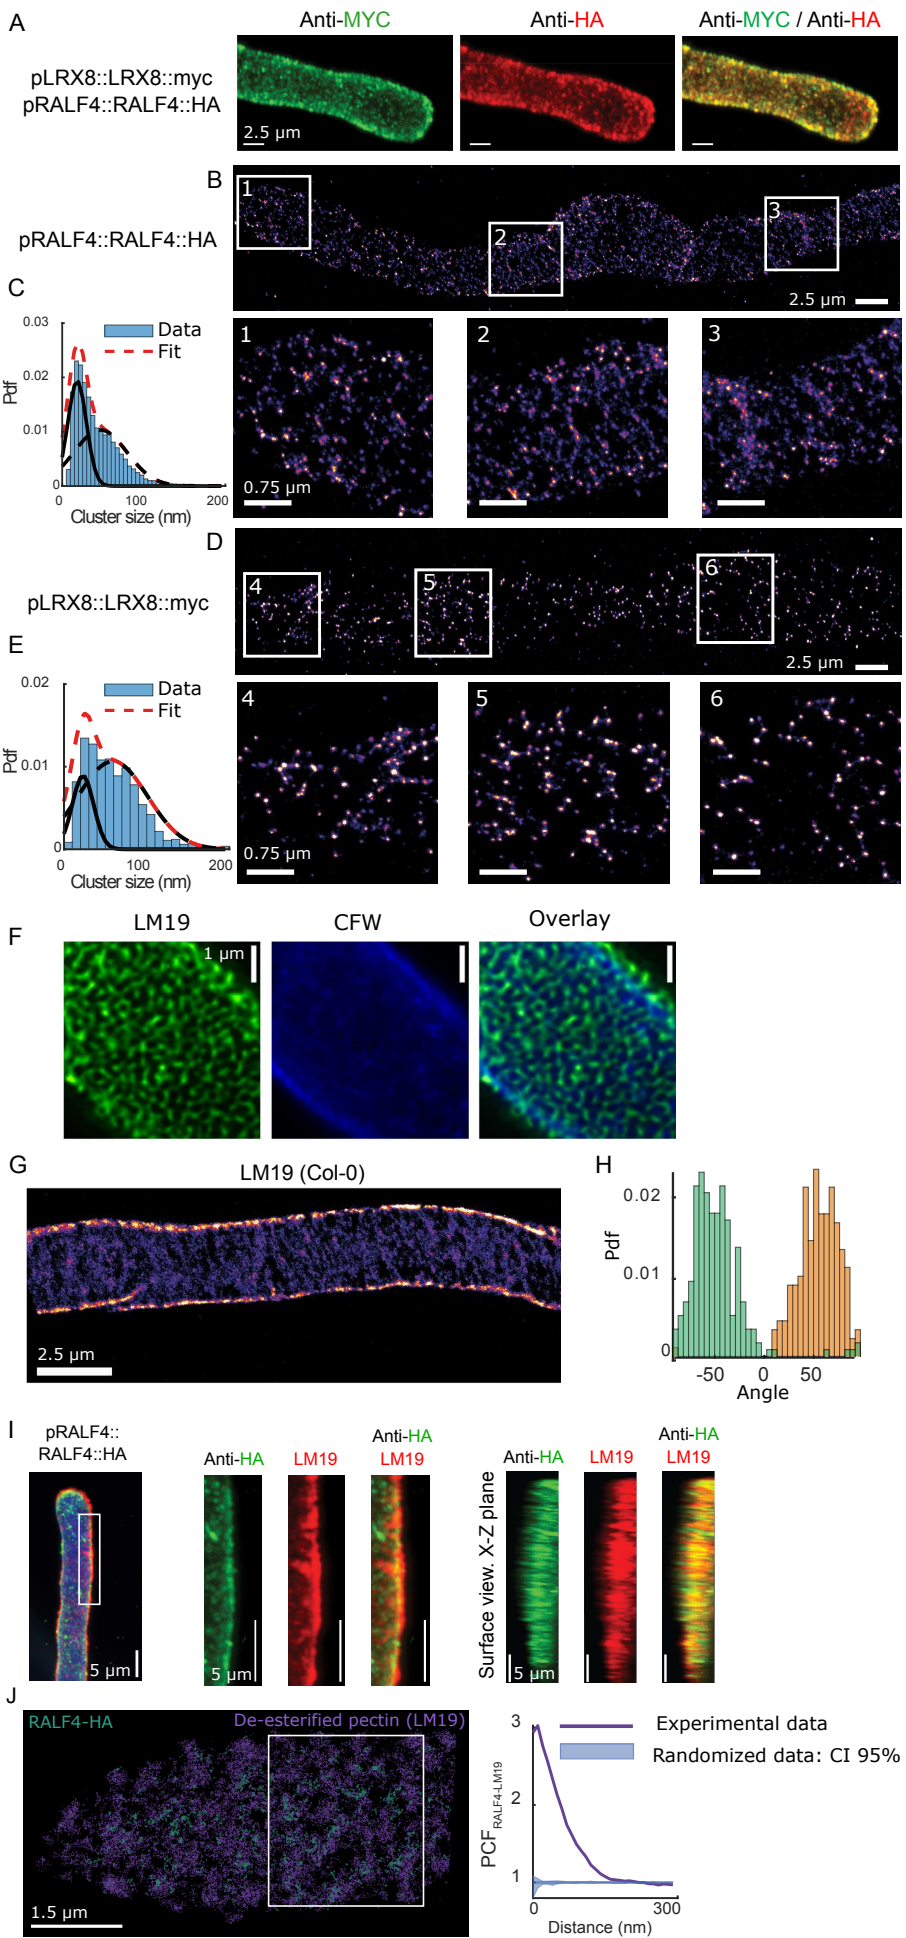 A
Anti-MYC
Anti-HA
Anti-MYC / Anti-HA
pLRX8::LRX8::myc
pRALF4::RALF4::HA
2.5 µm
B
pRALF4::RALF4::HA
1
2
3
2.5 µm
C
0.03
0.02
0.01
0
Pdf
Data
Fit
0
100
200
Cluster size (nm)
1
2
3
0.75 µm
D
pLRX8::LRX8::myc
4
5
6
2.5 µm
E
0.02
0.01
0
Pdf
Data
Fit
0
100
200
Cluster size (nm)
4
5
6
0.75 µm
F
LM19
CFW
Overlay
1 µm
G
LM19 (Col-0)
2.5 µm
H
0.02
0.01
0
Pdf
-50
0
50
Angle
I
pRALF4::
RALF4::HA
5 µm
Anti-HA
LM19
Anti-HA
LM19
5 µm
Surface view. X-Z plane
Anti-HA
LM19
Anti-HA
LM19
5 µm
J
RALF4-HA
De-esterified pectin (LM19)
1.5 µm
3
2
1
PCF RALF4-LM19
Experimental data
Randomized data: CI 95%
0
300
Distance (nm)